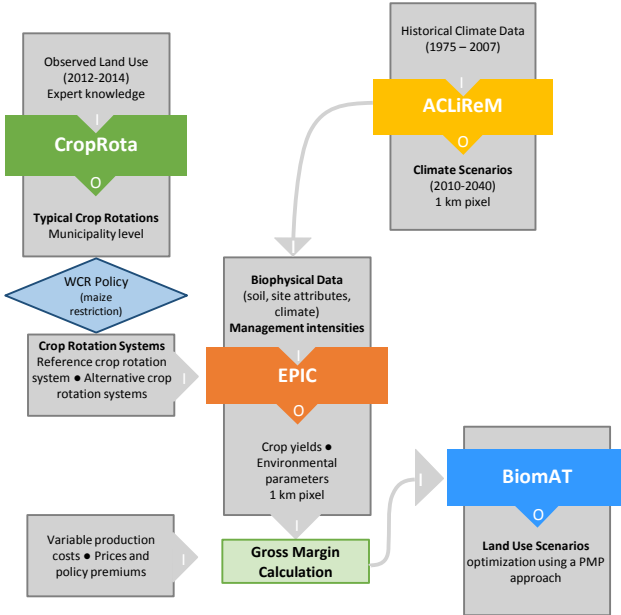 Observed Land Use
(2012-2014)
Expert knowledge
I
CropRota
O
Typical Crop Rotations
Municipality level
WCR Policy
(maize
restriction)
Crop Rotation Systems
Reference crop rotation
system ● Alternative crop
rotation systems
I
Historical Climate Data
(1975 – 2007)
I
ACLiReM
O
Climate Scenarios
(2010-2040)
1 km pixel
Biophysical Data
(soil, site attributes,
climate)
Management intensities
I
EPIC
O
Crop yields ●
Environmental
parameters
1 km pixel
I
Variable production
costs ● Prices and
policy premiums
I
Gross Margin
Calculation
I
BiomAT
O
Land Use Scenarios
optimization using a PMP
approach